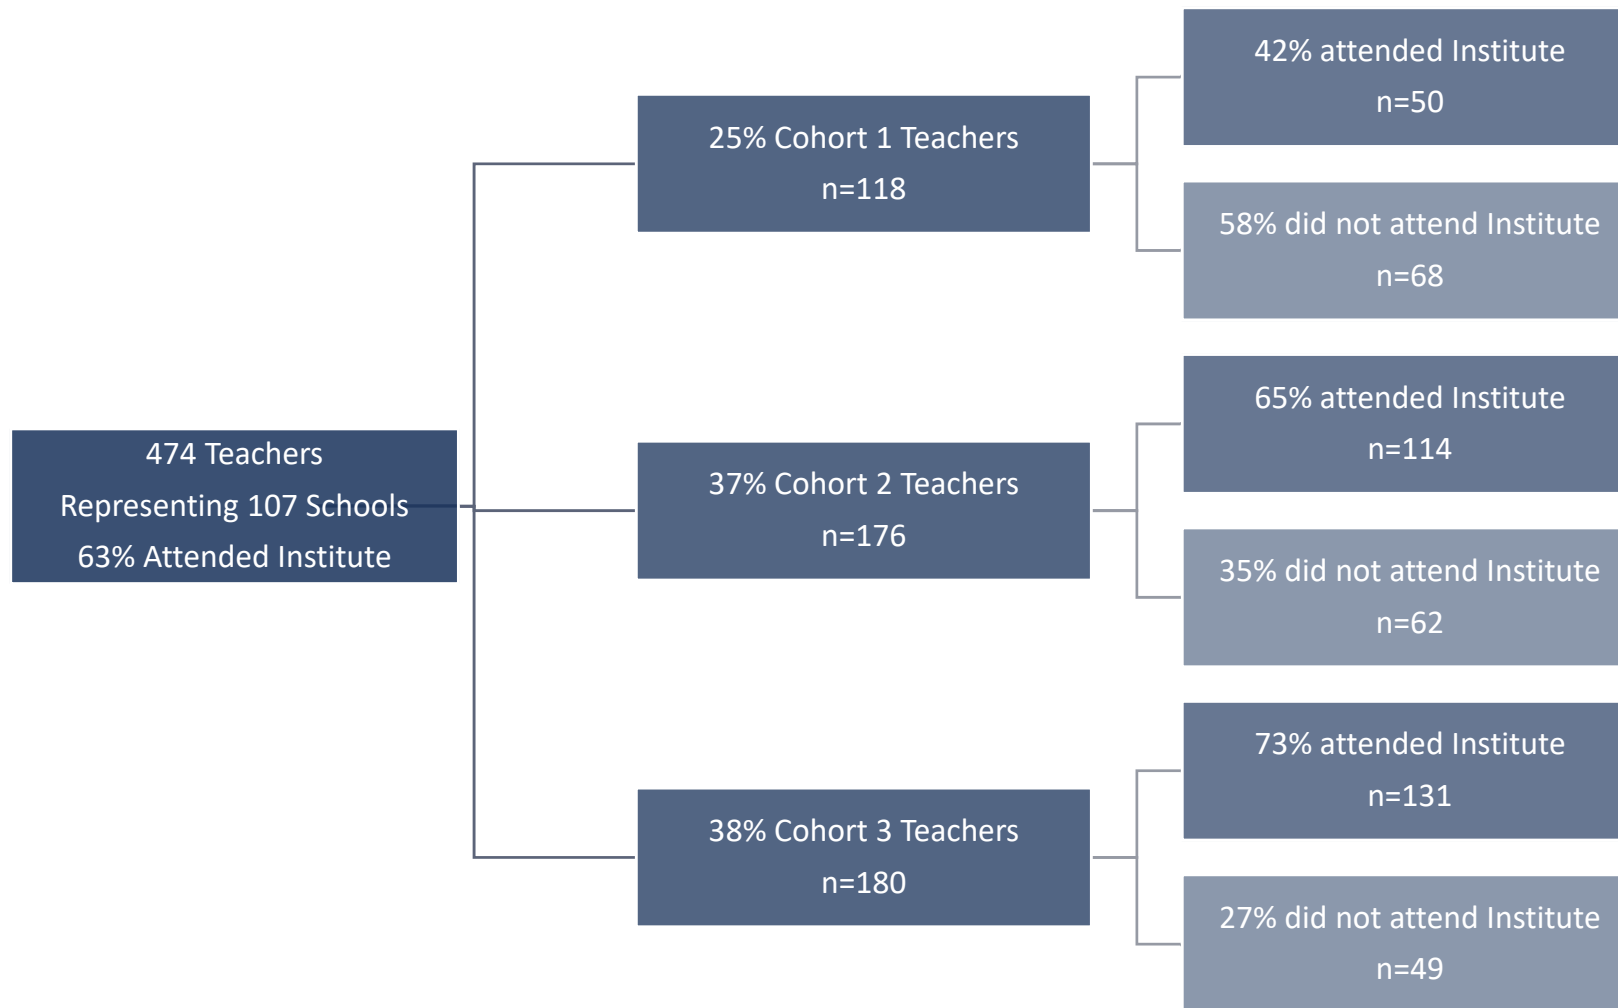 474 Teachers
Representing 107 Schools
63% Attended Institute
25% Cohort 1 Teachers
n=118
42% attended Institute
n=50
58% did not attend Institute
n=68
37% Cohort 2 Teachers
n=176
65% attended Institute
n=114
35% did not attend Institute
n=62
38% Cohort 3 Teachers
n=180
73% attended Institute
n=131
27% did not attend Institute
n=49